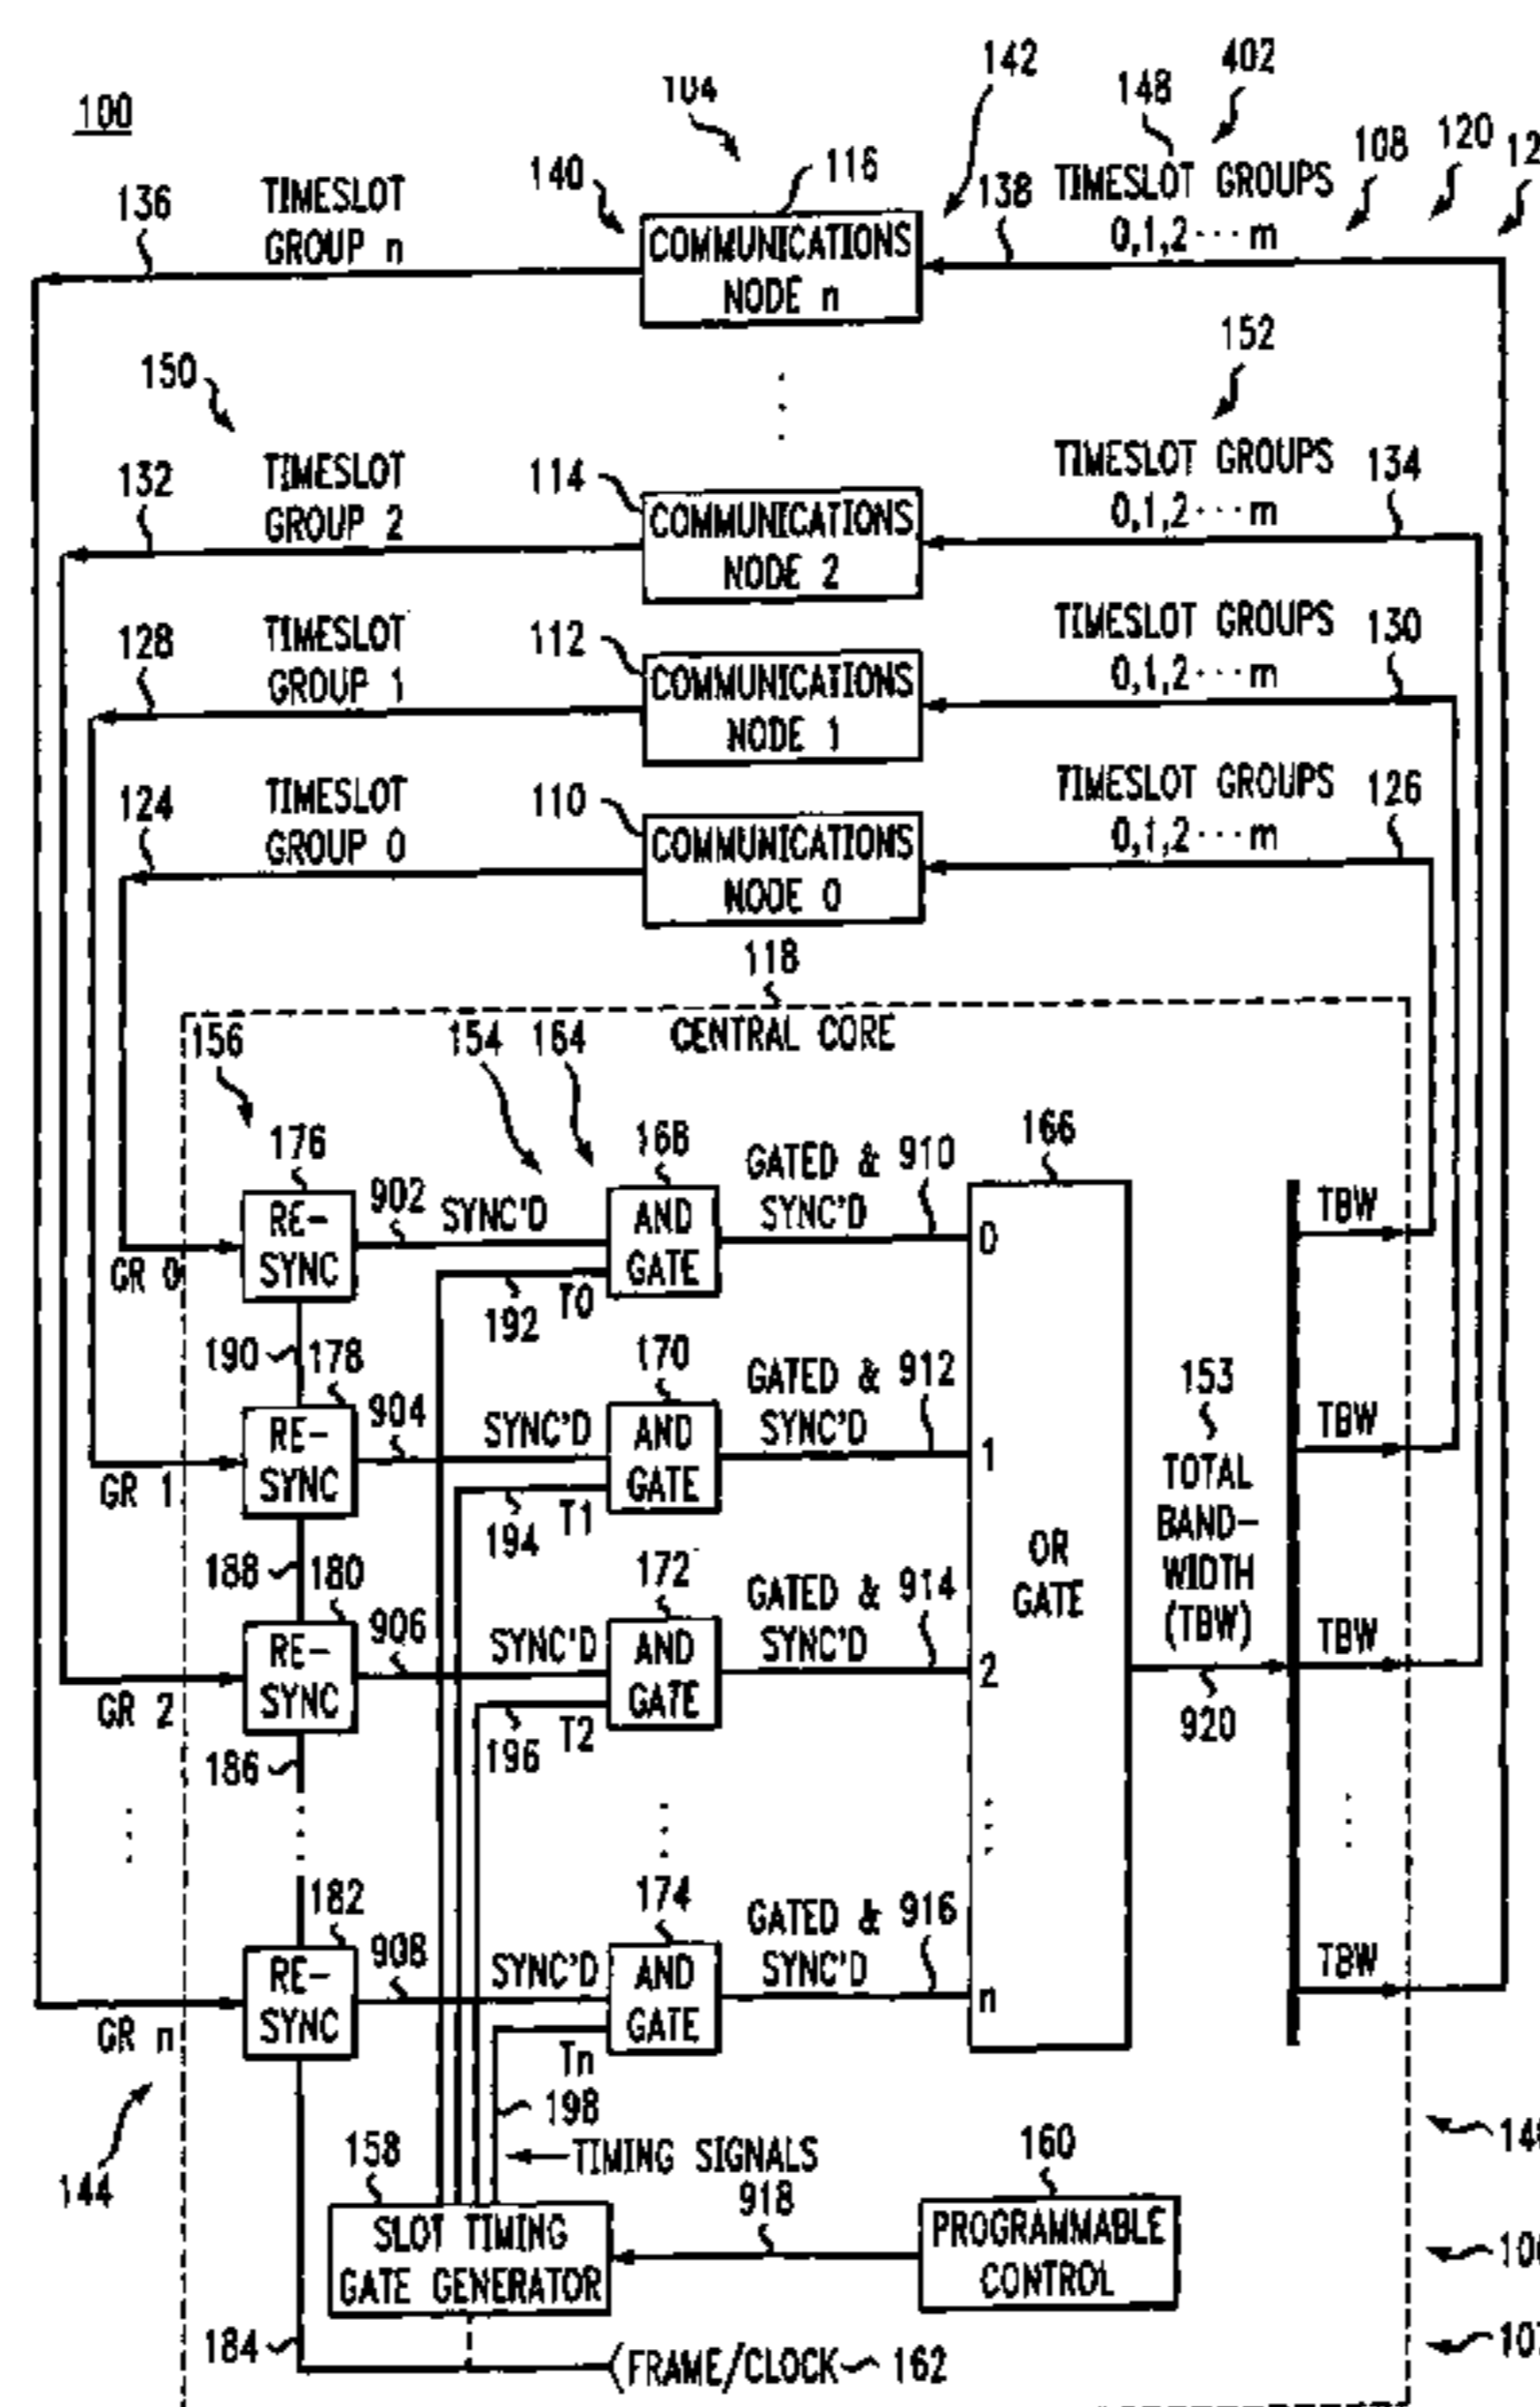 100
104
142
148
402
108
120
136
TIMESLOT
GROUP n
140
116
COMMUNICATIONS
NODE n
138
TIMESLOT GROUPS
0,1,2···m
150
152
132
TIMESLOT
GROUP 2
114
COMMUNICATIONS
NODE 2
TIMESLOT GROUPS
0,1,2···m
134
128
TIMESLOT
GROUP 1
112
COMMUNICATIONS
NODE 1
TIMESLOT GROUPS
0,1,2···m
130
124
TIMESLOT
GROUP 0
110
COMMUNICATIONS
NODE 0
TIMESLOT GROUPS
0,1,2···m
126
118
CENTRAL CORE
156
154
164
176
RE-
SYNC
GR 0
902
SYNC'D
168
AND
GATE
192
T0
GATED &
SYNC'D
910
0
166
OR
GATE
TBW
190
178
RE-
SYNC
GR 1
904
SYNC'D
170
AND
GATE
194
T1
GATED &
SYNC'D
912
1
153
TOTAL
BAND-
WIDTH
(TBW)
920
TBW
188
180
RE-
SYNC
GR 2
906
SYNC'D
172
AND
GATE
196
T2
GATED &
SYNC'D
914
2
TBW
186
182
RE-
SYNC
GR n
908
SYNC'D
174
AND
GATE
Tn
198
GATED &
SYNC'D
916
n
TBW
144
TIMING SIGNALS
158
SLOT TIMING
GATE GENERATOR
918
160
PROGRAMMABLE
CONTROL
184
FRAME/CLOCK
162